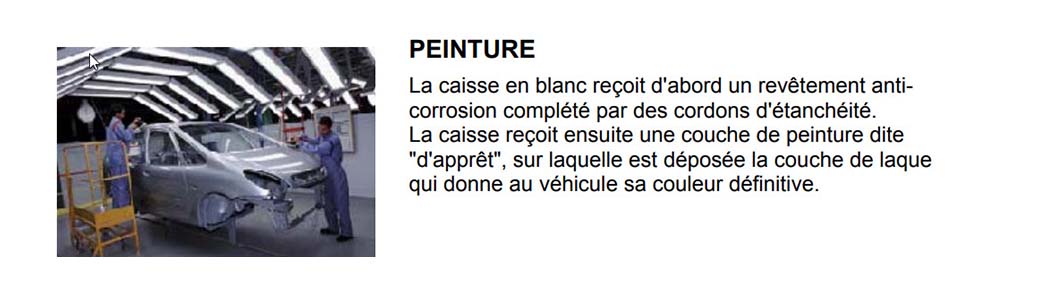 PEINTURE
La caisse en blanc reçoit d'abord un revêtement anti-
corrosion complété par des cordons d'étanchéité.
La caisse reçoit ensuite une couche de peinture dite
"d'apprêt", sur laquelle est déposée la couche de laque
qui donne au véhicule sa couleur définitive.